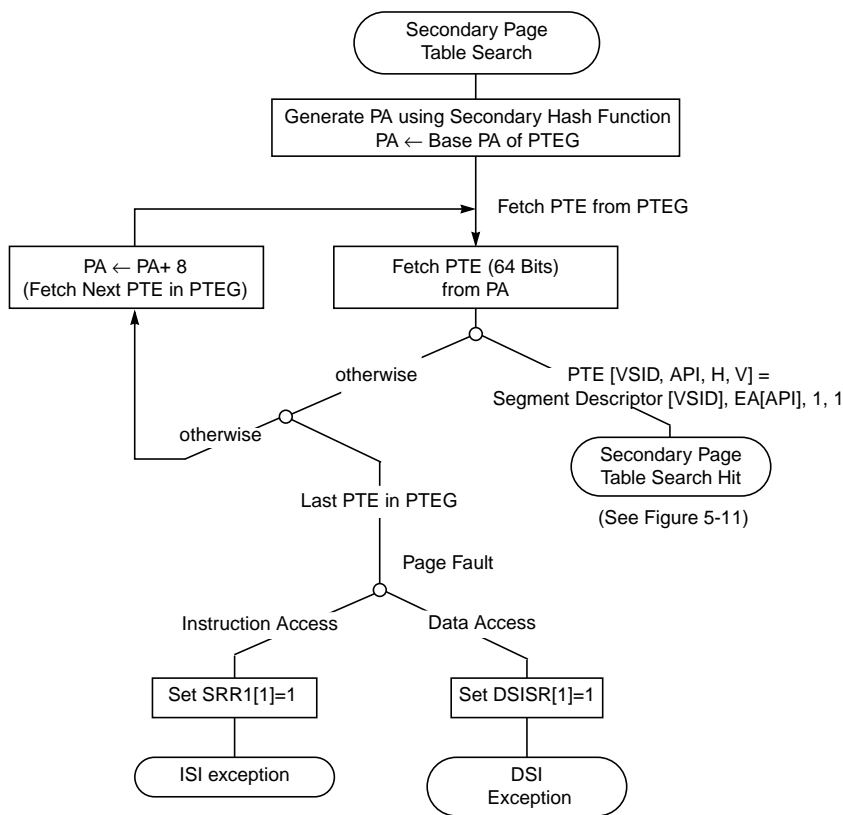 Secondary Page
Table Search
Generate PA using Secondary Hash Function
PA ← Base PA of PTEG
Fetch PTE from PTEG
PA ← PA+ 8
(Fetch Next PTE in PTEG)
Fetch PTE (64 Bits)
from PA
otherwise
PTE [VSID, API, H, V] =
Segment Descriptor [VSID], EA[API], 1, 1
otherwise
Secondary Page
Table Search Hit
Last PTE in PTEG
(See Figure 5-11)
Page Fault
Instruction Access
Data Access
Set SRR1[1]=1
Set DSISR[1]=1
ISI exception
DSI
Exception